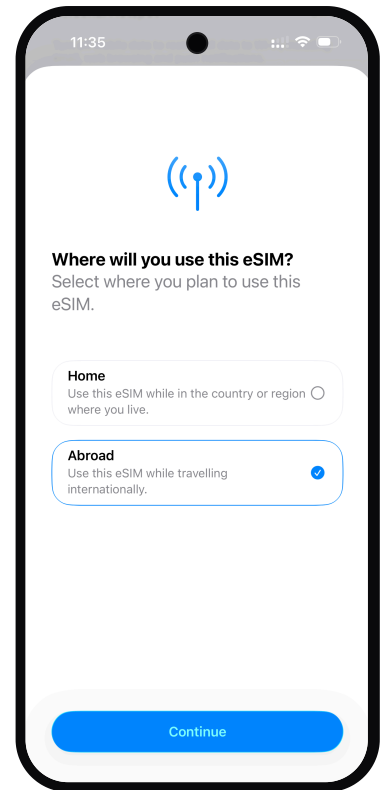 11:35
Where will you use this eSIM?
Select where you plan to use this
eSIM.
Home
Use this eSIM while in the country or region
where you live.
Abroad
Use this eSIM while travelling
internationally.
Continue